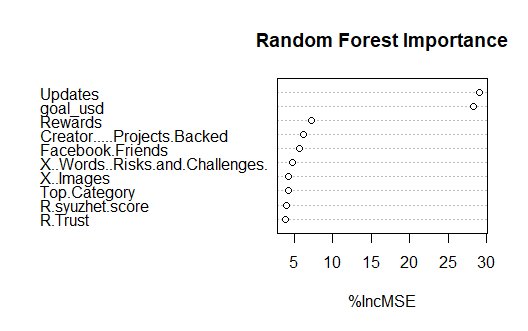 Random Forest Importance
Updates
goal_usd
Rewards
Creator.....Projects.Backed
Facebook.Friends
X..Words..Risks.and.Challenges.
X..Images
Top.Category
R.syuzhet.score
R.Trust
5 10 15 20 25 30
%IncMSE